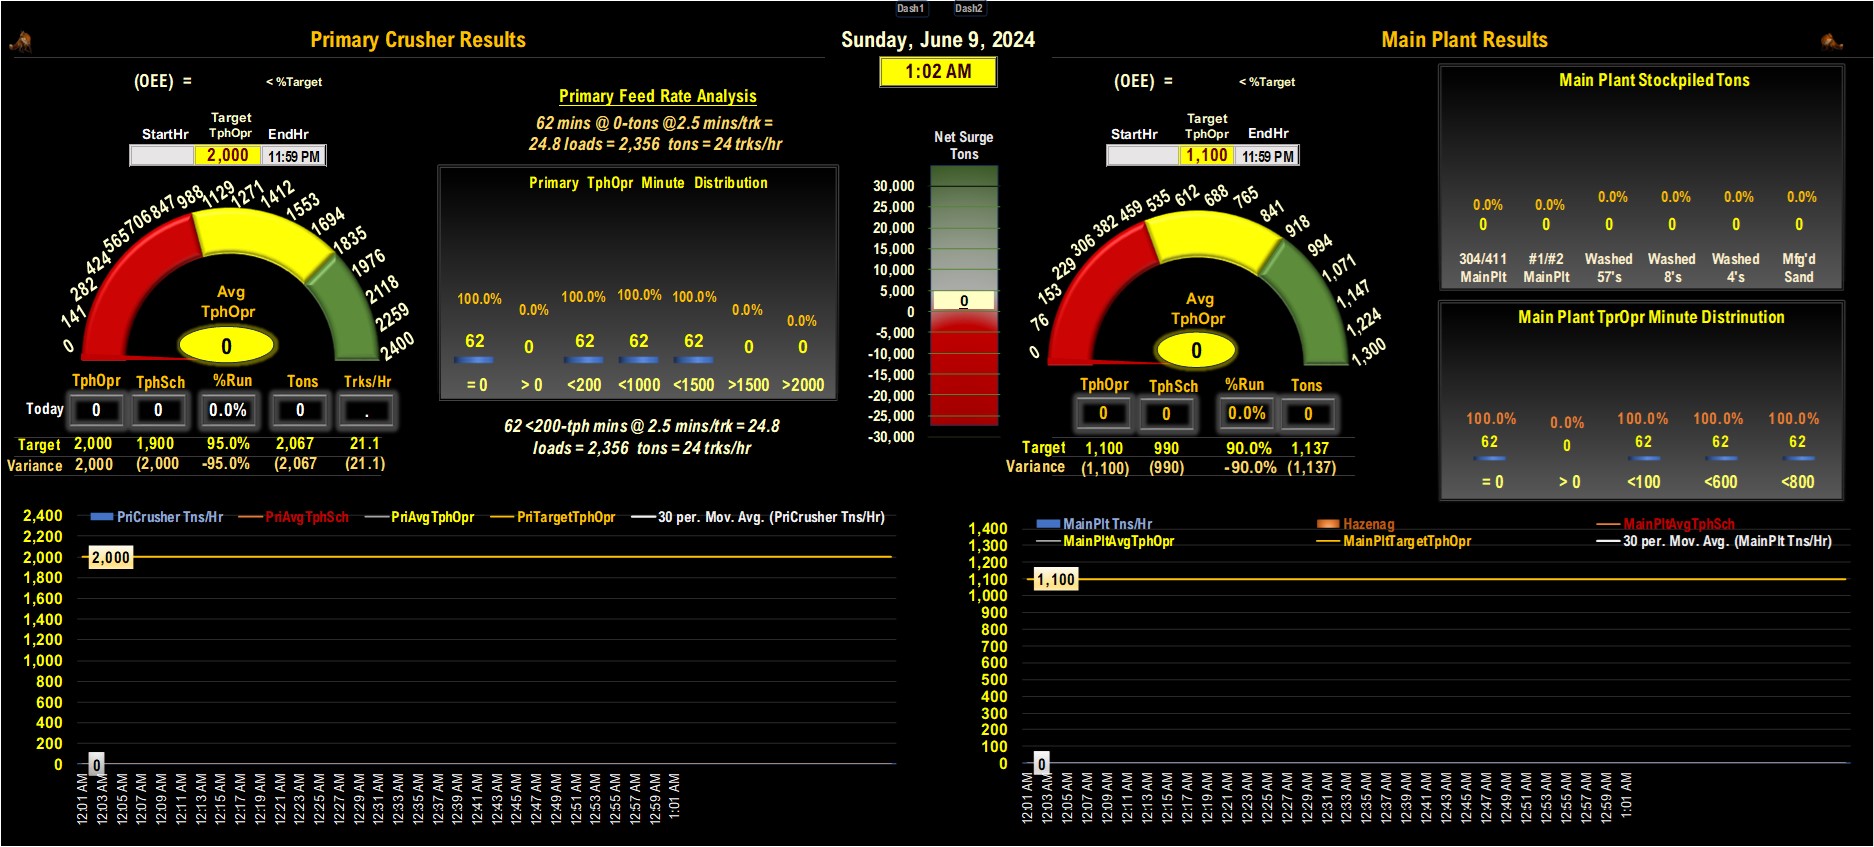 Dash1 Dash2
Primary Crusher Results
Sunday, June 9, 2024
Main Plant Results
1:02 AM
(OEE) = < %Target
Target
StartHr TphOpr EndHr
2,000 11:59 PM
0 141 282 424 565 706 847 988 1129 1271 1412 1553 1694 1835 1976 2118 2259 2400
Avg
TphOpr
0
TphOpr TphSch %Run Tons Trks/Hr
Today 0 0 0.0% 0 .
Target 2,000 1,900 95.0% 2,067 21.1
Variance 2,000 (2,000 -95.0% (2,067 (21.1)
Primary Feed Rate Analysis
62 mins @ 0-tons @2.5 mins/trk =
24.8 loads = 2,356 tons = 24 trks/hr
Primary TphOpr Minute Distribution
100.0% 0.0% 100.0% 100.0% 100.0% 0.0% 0.0%
62 0 62 62 62 0 0
= 0 > 0 <200 <1000 <1500 >1500 >2000
62 <200-tph mins @ 2.5 mins/trk = 24.8
loads = 2,356 tons = 24 trks/hr
Net Surge
Tons
30,000
25,000
20,000
15,000
10,000
5,000
0
0
-5,000
-10,000
-15,000
-20,000
-25,000
-30,000
(OEE) = < %Target
Target
StartHr TphOpr EndHr
1,100 11:59 PM
0 76 153 229 306 382 459 535 612 688 765 841 918 994 1,071 1,147 1,224 1,300
Avg
TphOpr
0
TphOpr TphSch %Run Tons
0 0 0.0% 0
Target 1,100 990 90.0% 1,137
Variance (1,100) (990) -90.0% (1,137)
Main Plant Stockpiled Tons
0.0% 0.0% 0.0% 0.0% 0.0% 0.0%
0 0 0 0 0 0
304/411 #1/#2 Washed Washed Washed Mfg'd
MainPlt MainPlt 57's 8's 4's Sand
Main Plant TprOpr Minute Distrinution
100.0% 0.0% 100.0% 100.0% 100.0%
62 0 62 62 62
= 0 > 0 <100 <600 <800
PriCrusher Tns/Hr PriAvgTphSch PriAvgTphOpr PriTargetTphOpr 30 per. Mov. Avg. (PriCrusher Tns/Hr)
2,400
2,200
2,000
2,000
1,800
1,600
1,400
1,200
1,000
800
600
400
200
0
0
12:01 AM 12:03 AM 12:05 AM 12:07 AM 12:09 AM 12:11 AM 12:13 AM 12:15 AM 12:17 AM 12:19 AM 12:21 AM 12:23 AM 12:25 AM 12:27 AM 12:29 AM 12:31 AM 12:33 AM 12:35 AM 12:37 AM 12:39 AM 12:41 AM 12:43 AM 12:45 AM 12:47 AM 12:49 AM 12:51 AM 12:53 AM 12:55 AM 12:57 AM 12:59 AM 1:01 AM
MainPlt Tns/Hr Hazenag MainPltAvgTphSch
MainPltAvgTphOpr MainPltTargetTphOpr 30 per. Mov. Avg. (MainPlt Tns/Hr)
1,400
1,300
1,200
1,100
1,100
1,000
900
800
700
600
500
400
300
200
100
0
0
12:01 AM 12:03 AM 12:05 AM 12:07 AM 12:09 AM 12:11 AM 12:13 AM 12:15 AM 12:17 AM 12:19 AM 12:21 AM 12:23 AM 12:25 AM 12:27 AM 12:29 AM 12:31 AM 12:33 AM 12:35 AM 12:37 AM 12:39 AM 12:41 AM 12:43 AM 12:45 AM 12:47 AM 12:49 AM 12:51 AM 12:53 AM 12:55 AM 12:57 AM 12:59 AM 1:01 AM